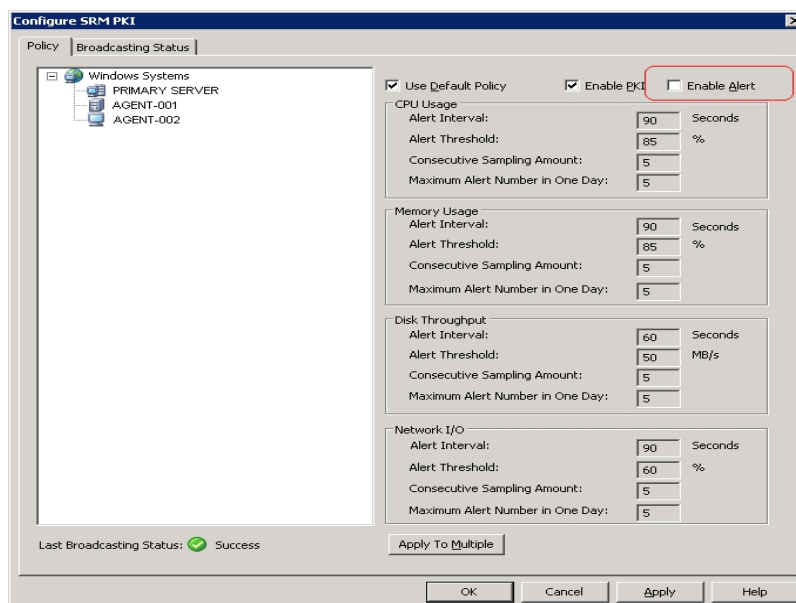 Configure SRM PKI
Policy
Broadcasting Status
Windows Systems
PRIMARY SERVER
AGENT-001
AGENT-002
Use Default Policy
Enable PKI
Enable Alert
CPU Usage
Alert Interval: 90 Seconds
Alert Threshold: 85 %
Consecutive Sampling Amount: 5
Maximum Alert Number in One Day: 5
Memory Usage
Alert Interval: 90 Seconds
Alert Threshold: 85 %
Consecutive Sampling Amount: 5
Maximum Alert Number in One Day: 5
Disk Throughput
Alert Interval: 60 Seconds
Alert Threshold: 50 MB/s
Consecutive Sampling Amount: 5
Maximum Alert Number in One Day: 5
Network I/O
Alert Interval: 90 Seconds
Alert Threshold: 60 %
Consecutive Sampling Amount: 5
Maximum Alert Number in One Day: 5
Last Broadcasting Status: Success
Apply To Multiple
OK
Cancel
Apply
Help